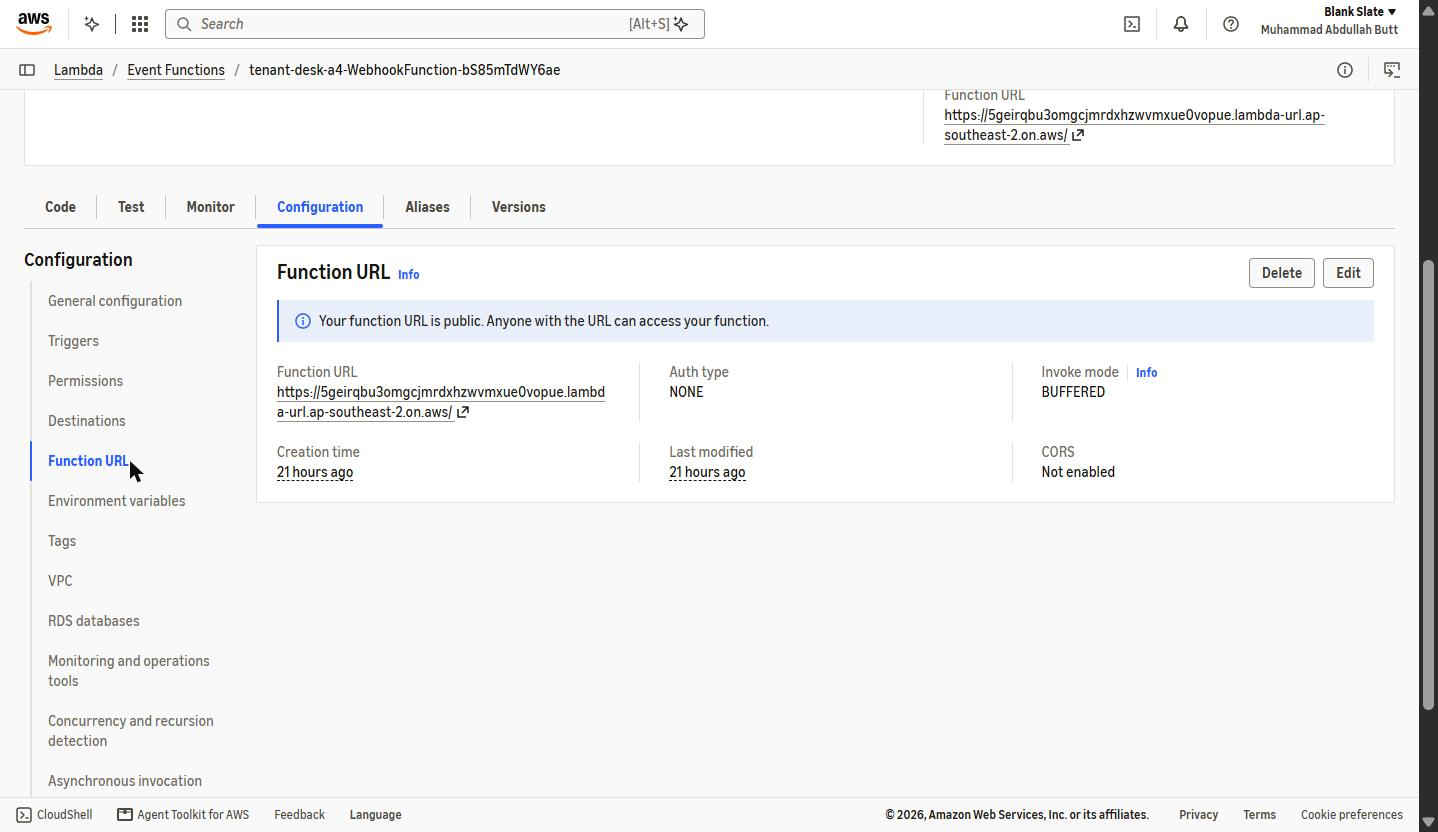 aws
Search
[Alt+S]
Blank Slate
Muhammad Abdullah Butt
Lambda / Event Functions / tenant-desk-a4-WebhookFunction-bS85mTdWY6ae
Function URL
https://5geirqbu3omgcjmrdxhzwvmxue0vopue.lambda-url.ap-
southeast-2.on.aws/
Code
Test
Monitor
Configuration
Aliases
Versions
Configuration
General configuration
Triggers
Permissions
Destinations
Function URL
Environment variables
Tags
VPC
RDS databases
Monitoring and operations
tools
Concurrency and recursion
detection
Asynchronous invocation
Function URL Info
Delete
Edit
Your function URL is public. Anyone with the URL can access your function.
Function URL
https://5geirqbu3omgcjmrdxhzwvmxue0vopue.lambd
a-url.ap-southeast-2.on.aws/
Auth type
NONE
Invoke mode Info
BUFFERED
Creation time
21 hours ago
Last modified
21 hours ago
CORS
Not enabled
CloudShell
Agent Toolkit for AWS
Feedback
Language
© 2026, Amazon Web Services, Inc. or its affiliates.
Privacy
Terms
Cookie preferences